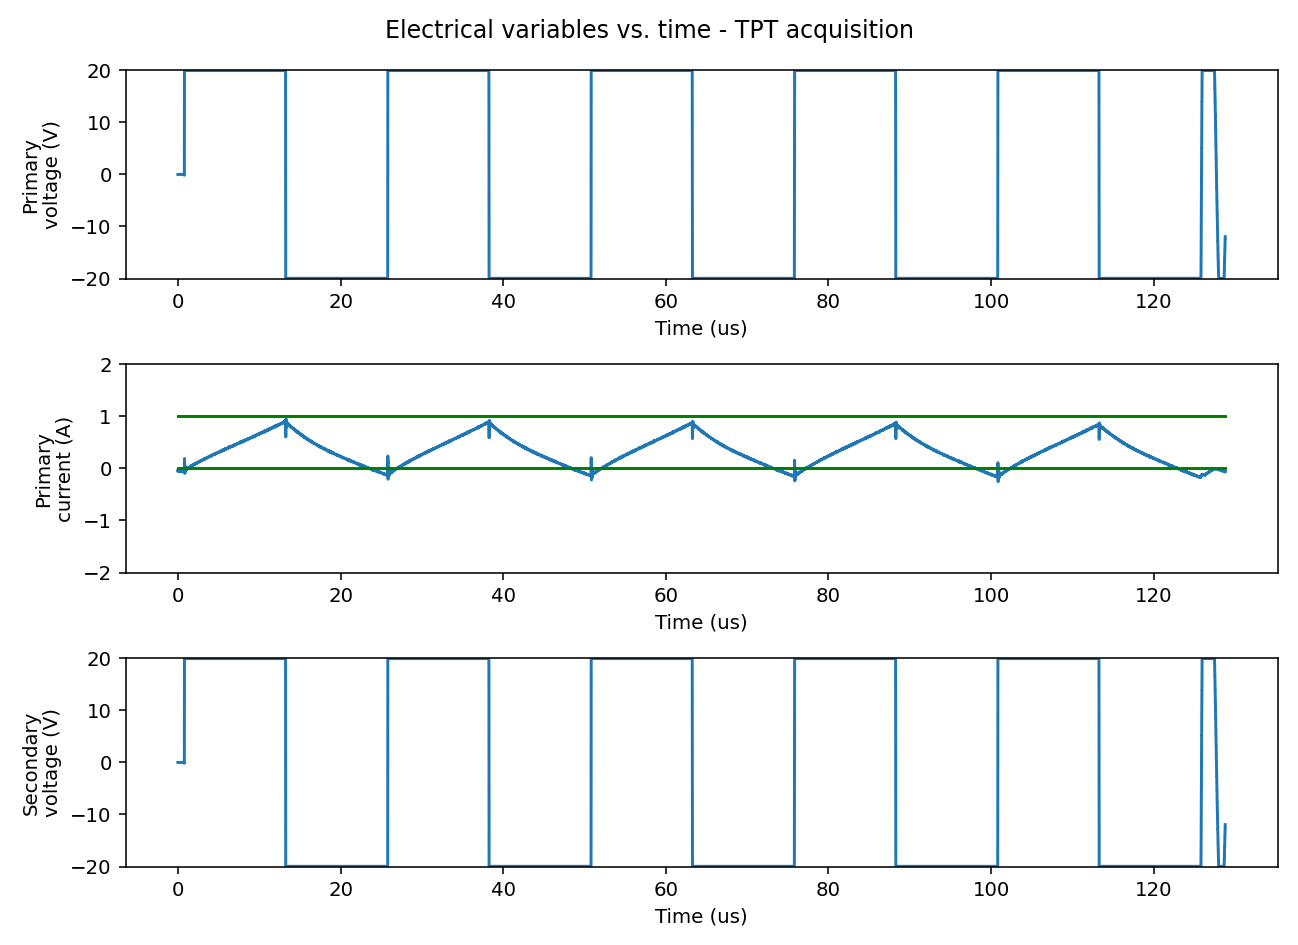 Electrical variables vs. time - TPT acquisition
Primary
voltage (V)
20
10
0
−10
−20
0 20 40 60 80 100 120
Time (us)
Primary
current (A)
2
1
0
−1
−2
0 20 40 60 80 100 120
Time (us)
Secondary
voltage (V)
20
10
0
−10
−20
0 20 40 60 80 100 120
Time (us)